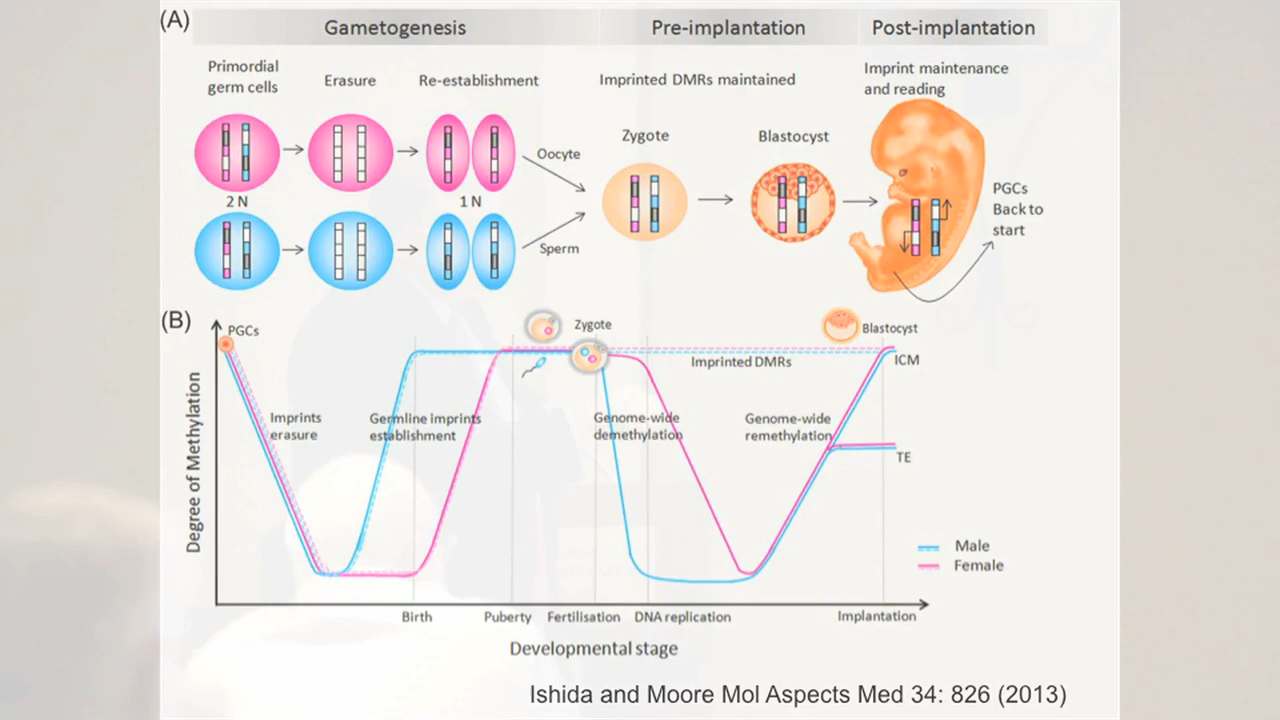 (A)
Gametogenesis
Pre-implantation
Post-implantation
Primordial
germ cells
Erasure
Re-establishment
Imprinted DMRs maintained
Imprint maintenance
and reading
Zygote
Blastocyst
Oocyte
2 N
1 N
Sperm
PGCs
Back to
start
(B)
PGCs
Zygote
Blastocyst
ICM
Imprinted DMRs
Imprints
erasure
Germline imprints
establishment
Genome-wide
demethylation
Genome-wide
remethylation
TE
Degree of Methylation
Male
Female
Birth
Puberty
Fertilisation
DNA replication
Implantation
Developmental stage
Ishida and Moore Mol Aspects Med 34: 826 (2013)